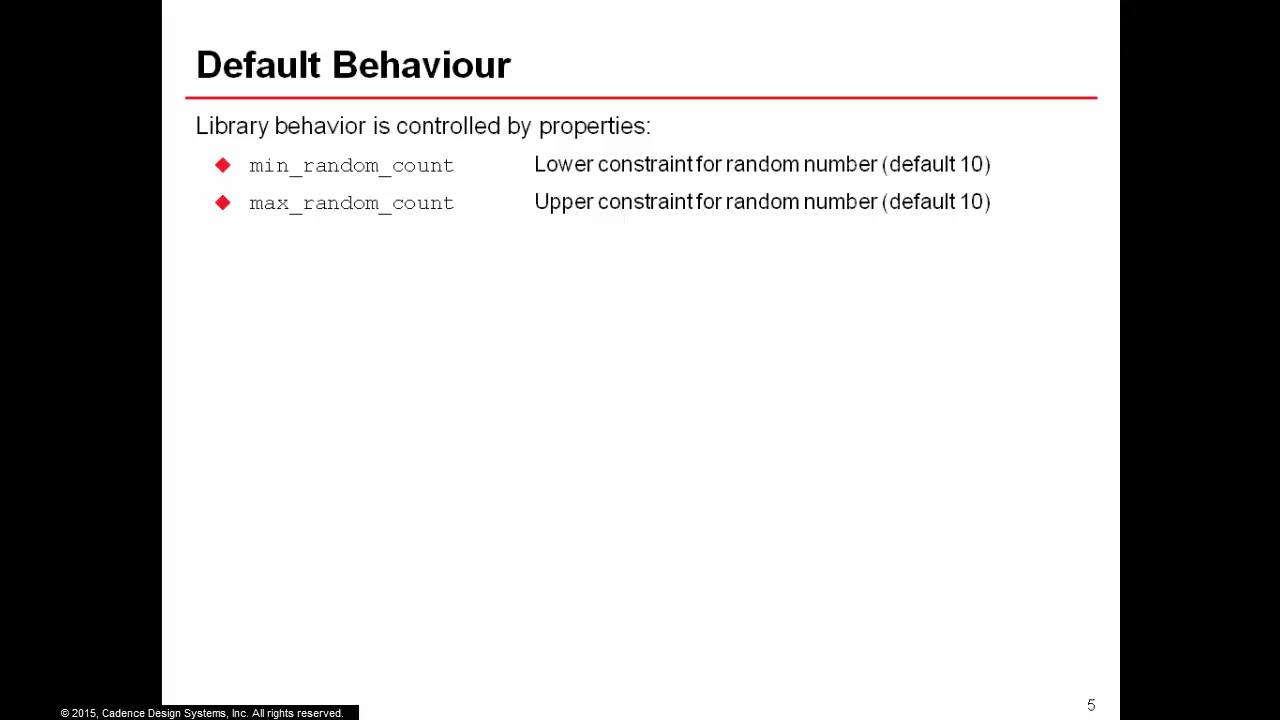 Default Behaviour
Library behavior is controlled by properties:
min_random_count Lower constraint for random number (default 10)
max_random_count Upper constraint for random number (default 10)
5
© 2015, Cadence Design Systems, Inc. All rights reserved.